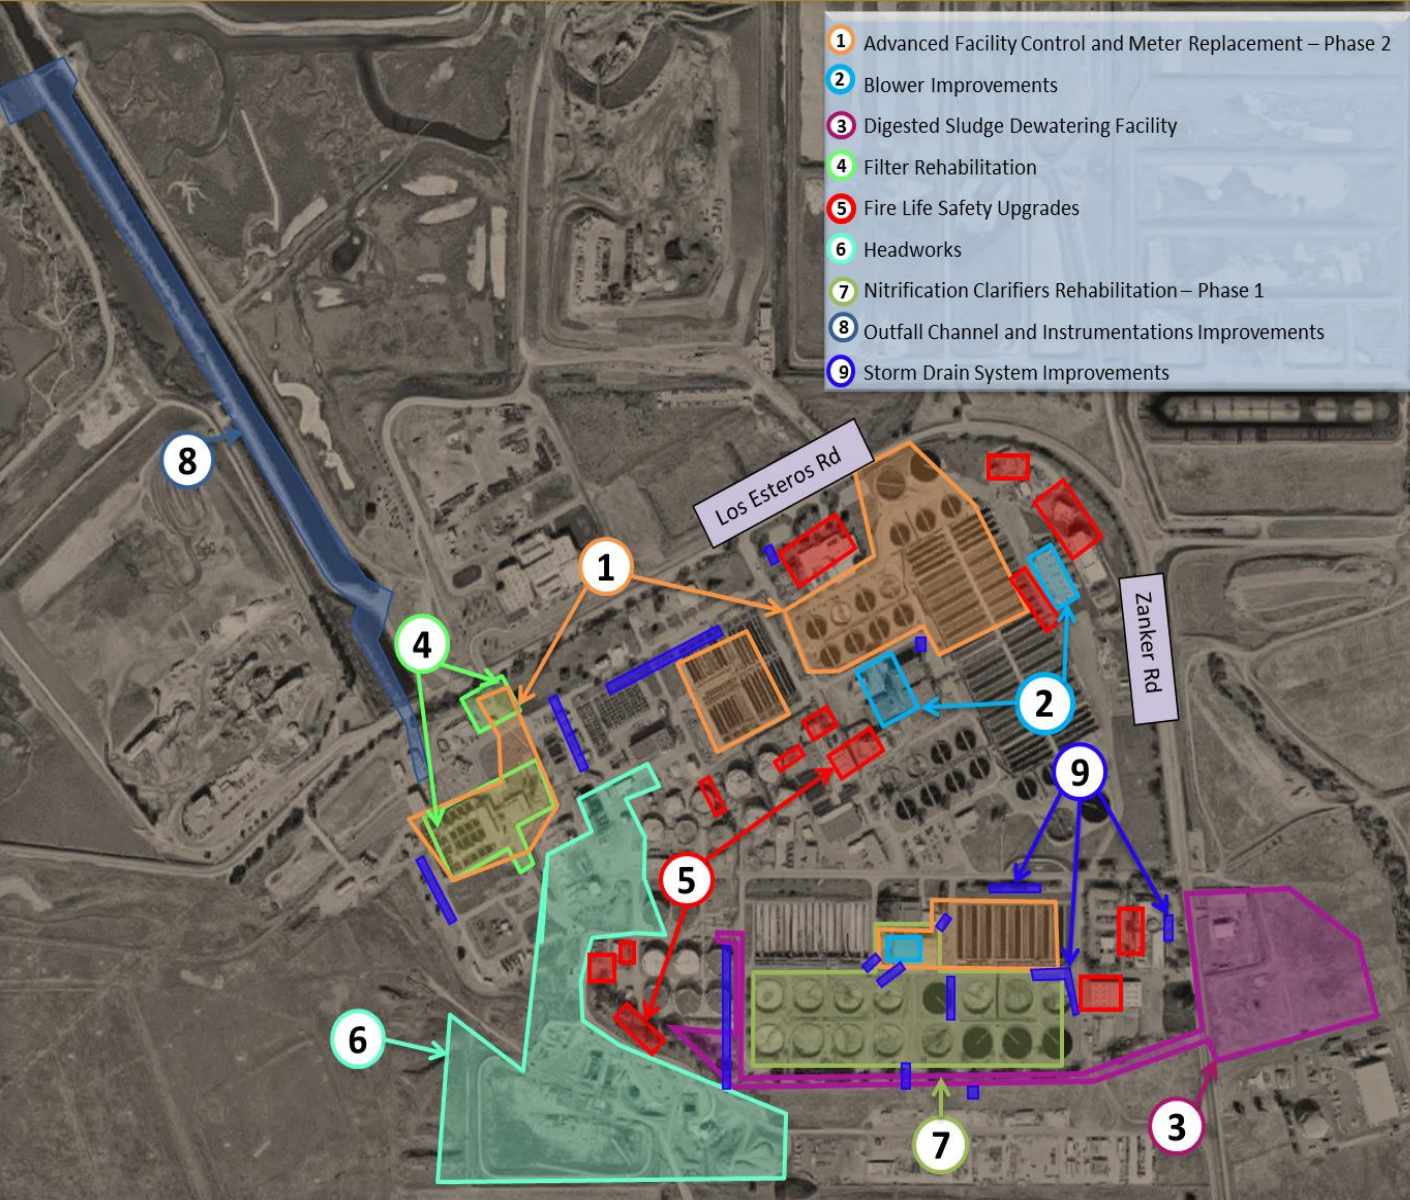 1 Advanced Facility Control and Meter Replacement – Phase 2
2 Blower Improvements
3 Digested Sludge Dewatering Facility
4 Filter Rehabilitation
5 Fire Life Safety Upgrades
6 Headworks
7 Nitrification Clarifiers Rehabilitation – Phase 1
8 Outfall Channel and Instrumentations Improvements
9 Storm Drain System Improvements
8
Los Esteros Rd
1
4
Zanker Rd
2
9
5
6
7
3